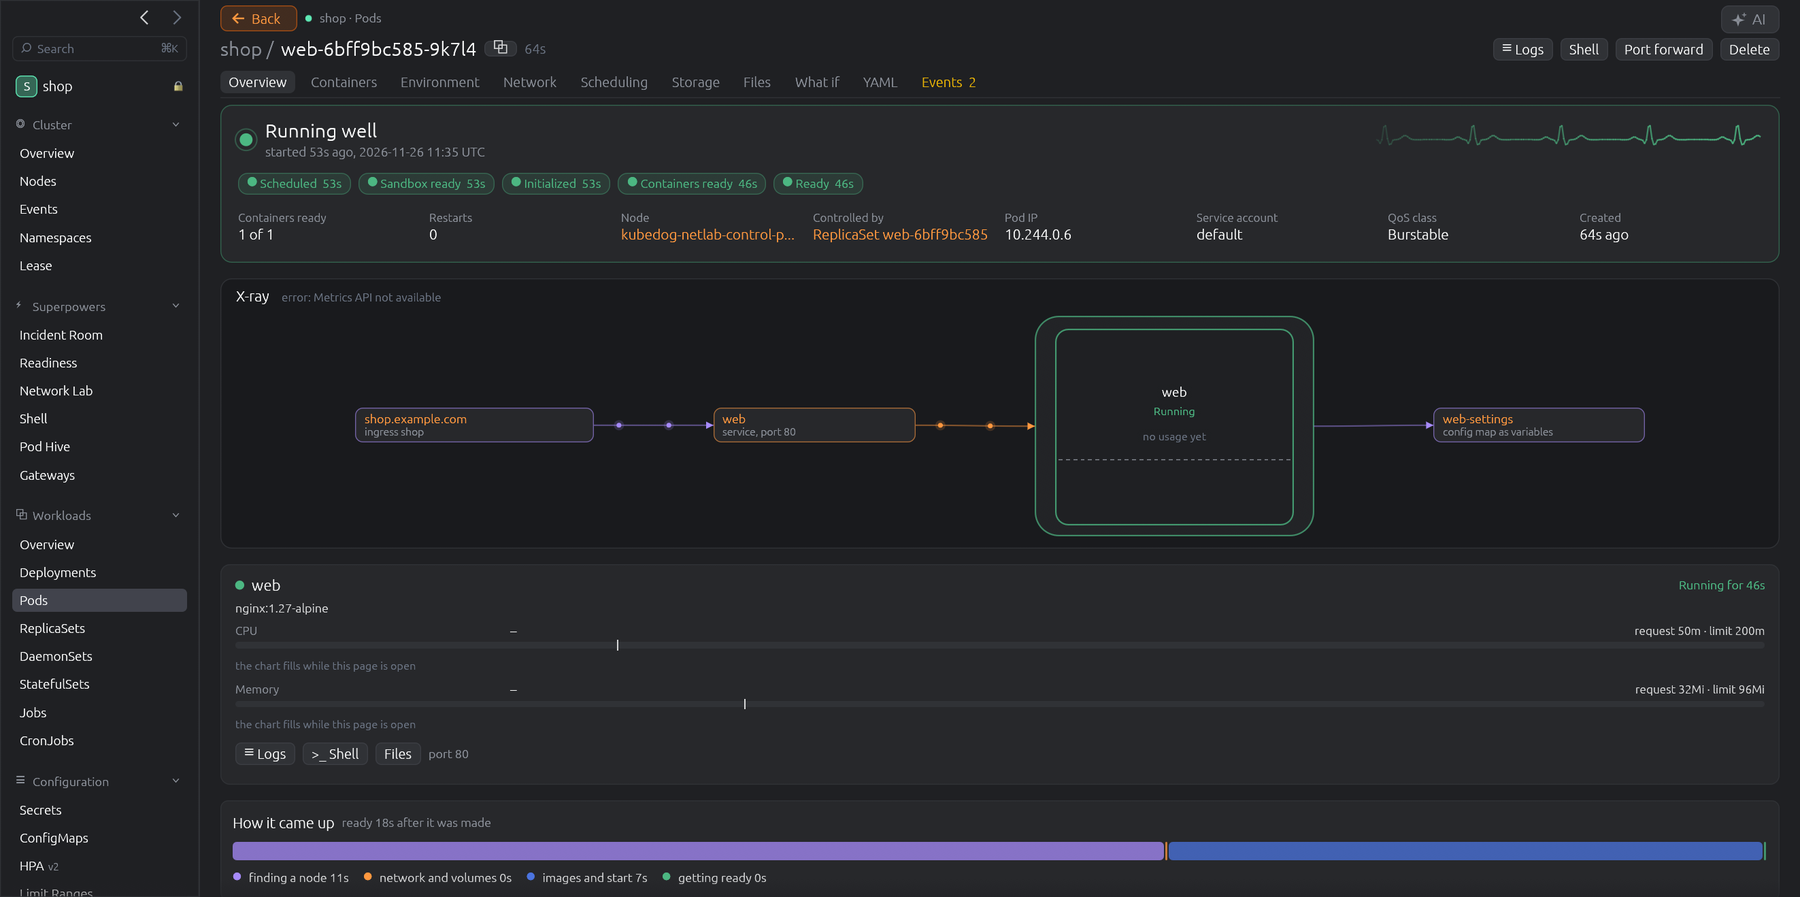 Search ⌘K
S shop
Cluster
Overview
Nodes
Events
Namespaces
Lease
Superpowers
Incident Room
Readiness
Network Lab
Shell
Pod Hive
Gateways
Workloads
Overview
Deployments
Pods
ReplicaSets
DaemonSets
StatefulSets
Jobs
CronJobs
Configuration
Secrets
ConfigMaps
HPA v2
Limit Ranges
← Back shop · Pods
AI
shop / web-6bff9bc585-9k7l4 64s
Logs Shell Port forward Delete
Overview Containers Environment Network Scheduling Storage Files What if YAML Events 2
Running well
started 53s ago, 2026-11-26 11:35 UTC
Scheduled 53s Sandbox ready 53s Initialized 53s Containers ready 46s Ready 46s
Containers ready Restarts Node Controlled by Pod IP Service account QoS class Created
1 of 1 0 kubedog-netlab-control-p... ReplicaSet web-6bff9bc585 10.244.0.6 default Burstable 64s ago
X-ray error: Metrics API not available
shop.example.com
ingress shop
web
service, port 80
web
Running
no usage yet
web-settings
config map as variables
web Running for 46s
nginx:1.27-alpine
CPU – request 50m · limit 200m
the chart fills while this page is open
Memory – request 32Mi · limit 96Mi
the chart fills while this page is open
Logs >_ Shell Files port 80
How it came up ready 18s after it was made
finding a node 11s network and volumes 0s images and start 7s getting ready 0s